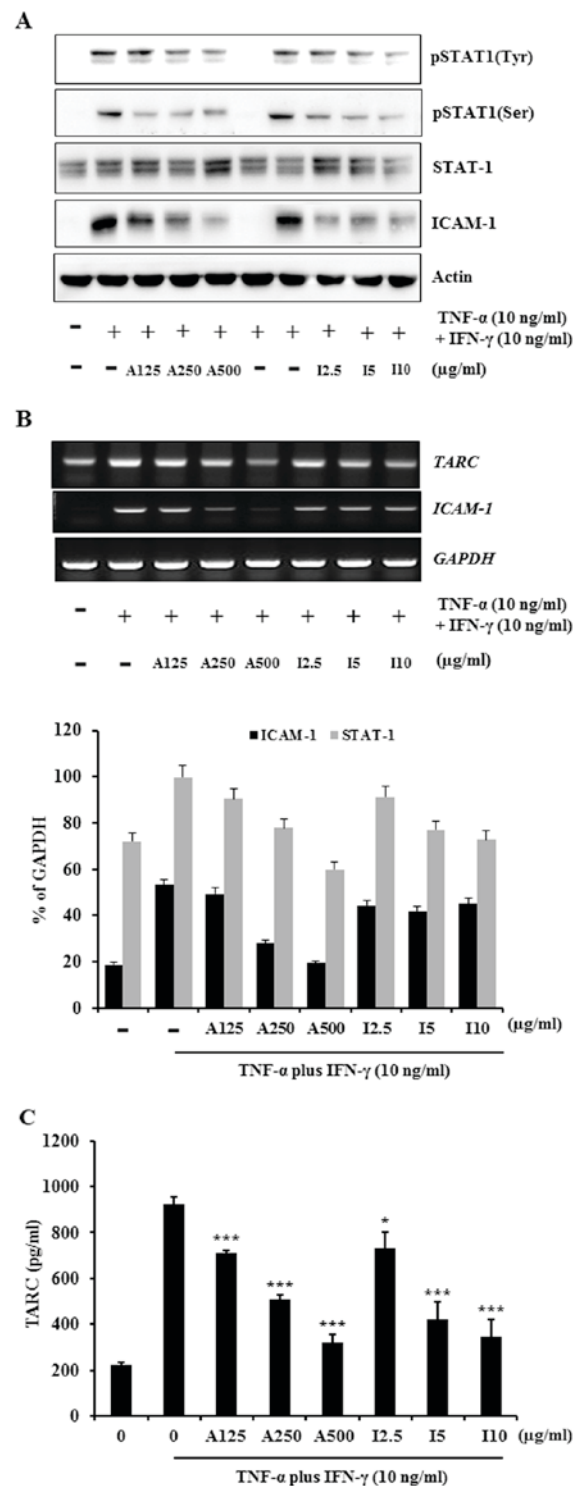 A
pSTAT1(Tyr)
pSTAT1(Ser)
STAT-1
ICAM-1
Actin
– + + + + + + + + + TNF-α (10 ng/ml)
+ IFN-γ (10 ng/ml)
– – A125 A250 A500 – – I2.5 I5 I10 (μg/ml)
B
TARC
ICAM-1
GAPDH
– + + + + + + + TNF-α (10 ng/ml)
+ IFN-γ (10 ng/ml)
– – A125 A250 A500 I2.5 I5 I10 (μg/ml)
120
ICAM-1 STAT-1
100
80
60
40
20
0
% of GAPDH
– – A125 A250 A500 I2.5 I5 I10 (μg/ml)
TNF-α plus IFN-γ (10 ng/ml)
C
1200
1000
800
600
400
200
0
TARC (pg/ml)
*** *** *** * *** ***
0 0 A125 A250 A500 I2.5 I5 I10 (μg/ml)
TNF-α plus IFN-γ (10 ng/ml)